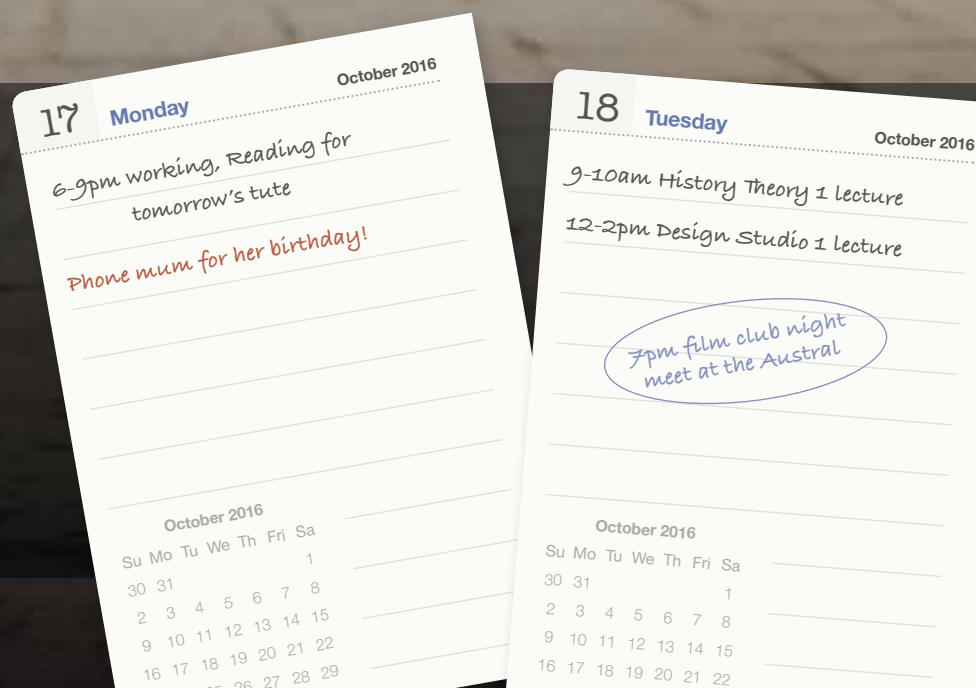 17 Monday October 2016
6-9pm working, Reading for
tomorrow's tute
Phone mum for her birthday!
October 2016
Su Mo Tu We Th Fri Sa
1
30 31
2 3 4 5 6 7 8
9 10 11 12 13 14 15
16 17 18 19 20 21 22
26 27 28 29
18 Tuesday October 2016
9-10am History Theory 1 lecture
12-2pm Design Studio 1 lecture
7pm film club night
meet at the Austral
October 2016
Su Mo Tu We Th Fri Sa
30 31 1
2 3 4 5 6 7 8
9 10 11 12 13 14 15
16 17 18 19 20 21 22